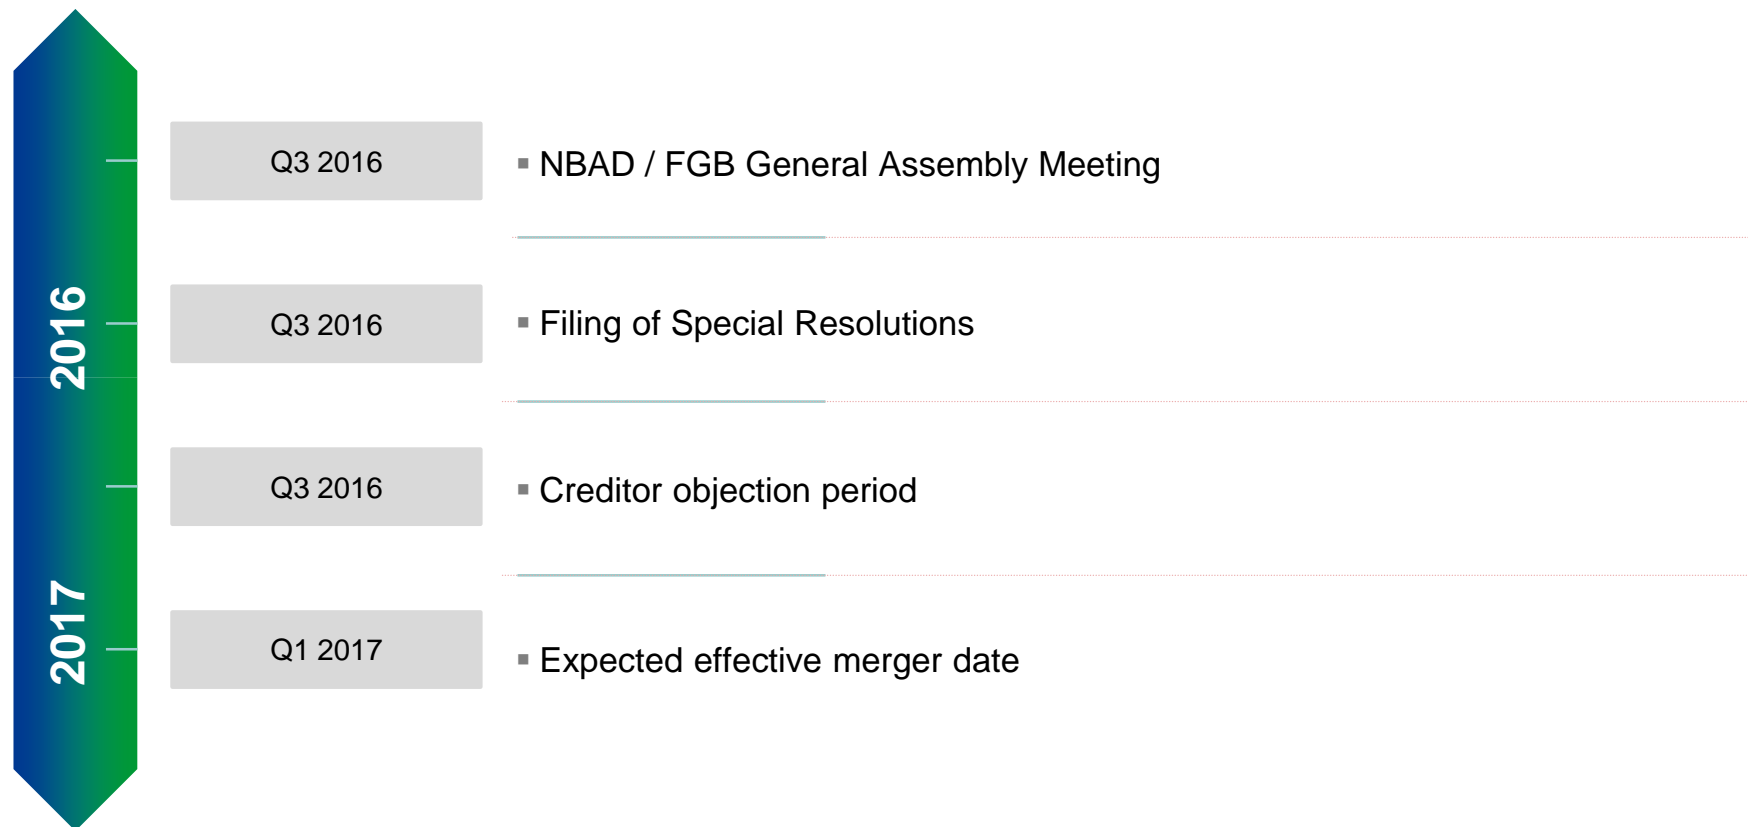 Q3 2016
▪ NBAD / FGB General Assembly Meeting
2016
Q3 2016
▪ Filing of Special Resolutions
Q3 2016
▪ Creditor objection period
2017
Q1 2017
▪ Expected effective merger date